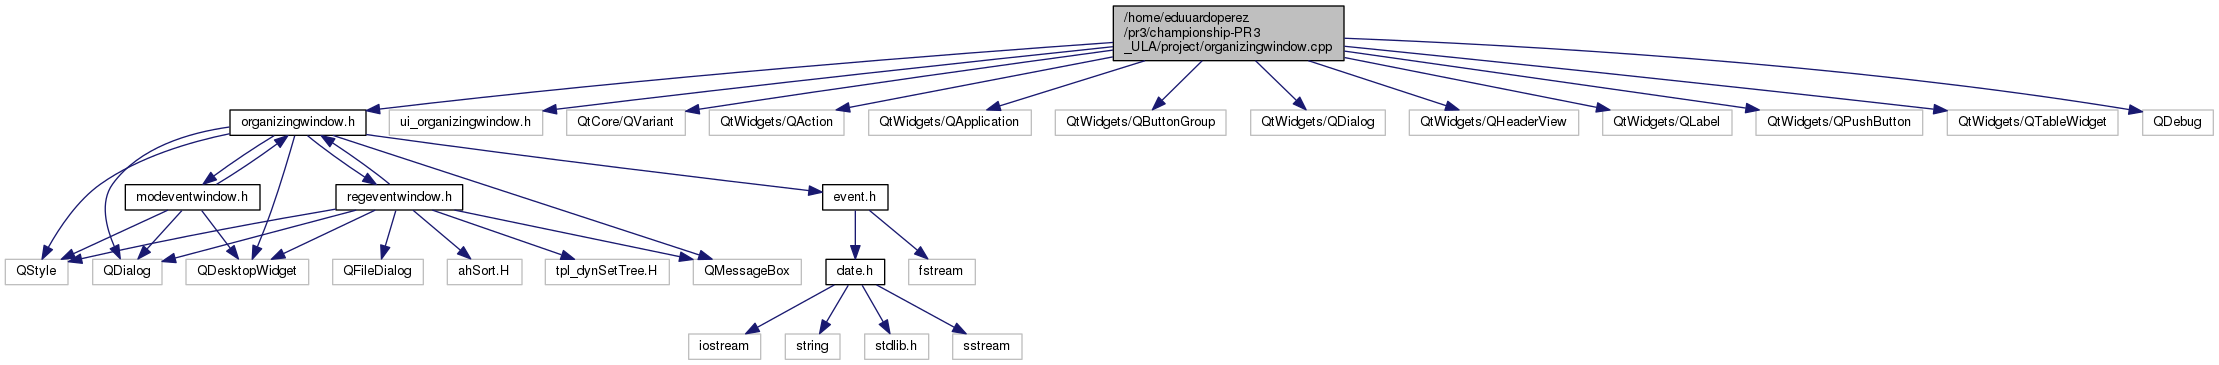 /home/eduuardoperez
/pr3/championship-PR3
_ULA/project/organizingwindow.cpp
organizingwindow.h
ui_organizingwindow.h
QtCore/QVariant
QtWidgets/QAction
QtWidgets/QApplication
QtWidgets/QButtonGroup
QtWidgets/QDialog
QtWidgets/QHeaderView
QtWidgets/QLabel
QtWidgets/QPushButton
QtWidgets/QTableWidget
QDebug
modeventwindow.h
regeventwindow.h
event.h
QStyle
QDialog
QDesktopWidget
QFileDialog
ahSort.H
tpl_dynSetTree.H
QMessageBox
date.h
fstream
iostream
string
stdlib.h
sstream